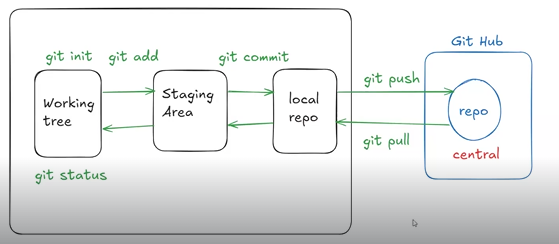 git init
git add
git commit
Git Hub
Working
tree
Staging
Area
local
repo
git push
repo
git pull
central
git status